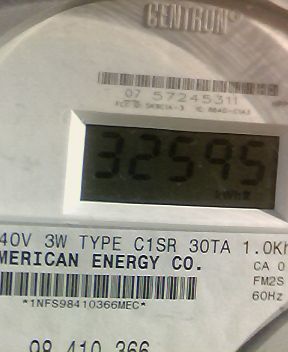 CENTRON®
07 57245311
32595
kWh
40V 3W TYPE C1SR 30TA 1.0Kh
MERICAN ENERGY CO.
CA 0
FM2S
60Hz
*1NFS98410366MEC*
98 410 366